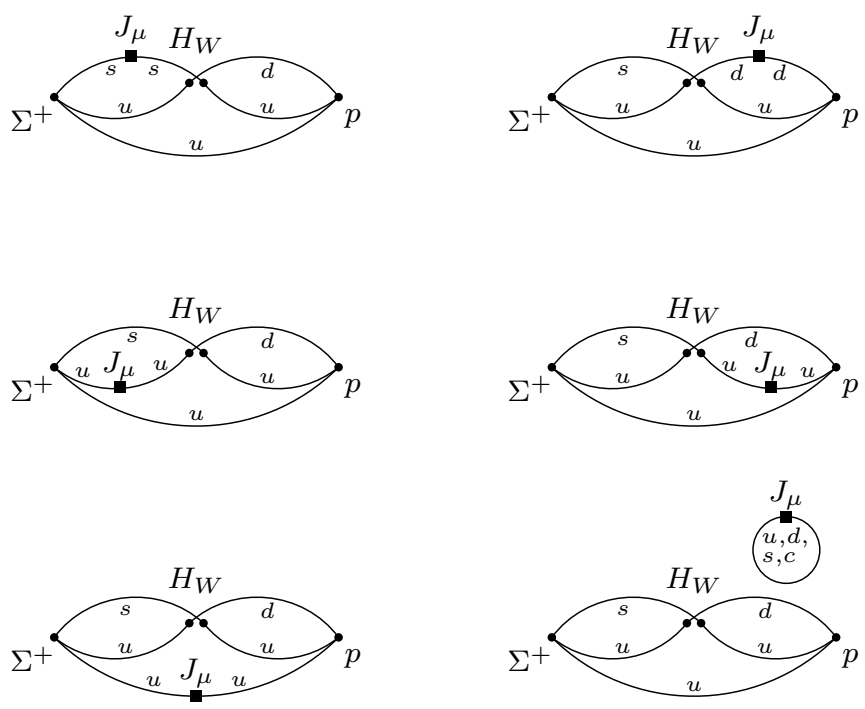 J_μ H_W
s s d
Σ⁺ u u p
u
H_W J_μ
s d d
Σ⁺ u u p
u
H_W
s d
u J_μ u u
Σ⁺ p
u
H_W
s d
u u J_μ u
Σ⁺ p
u
H_W
s d
Σ⁺ u u p
u J_μ u
J_μ
u,d,
s,c
H_W
s d
Σ⁺ u u p
u